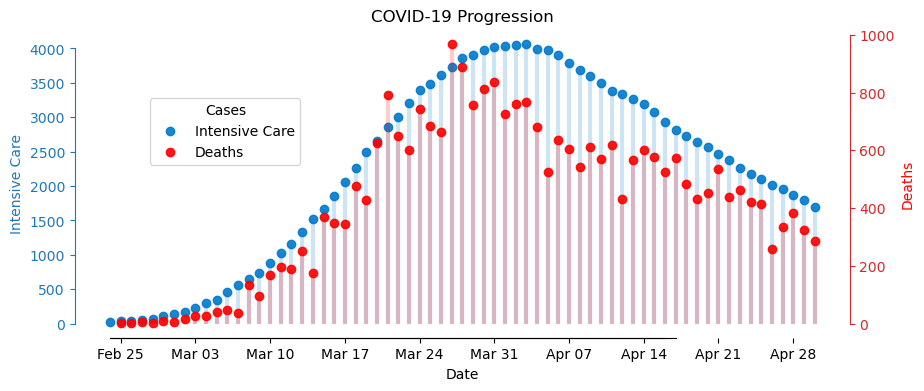 COVID-19 Progression
Intensive Care
4000
3500
3000
2500
2000
1500
1000
500
0
Cases
Intensive Care
Deaths
1000
800
600
400
200
0
Deaths
Feb 25 Mar 03 Mar 10 Mar 17 Mar 24 Mar 31 Apr 07 Apr 14 Apr 21 Apr 28
Date